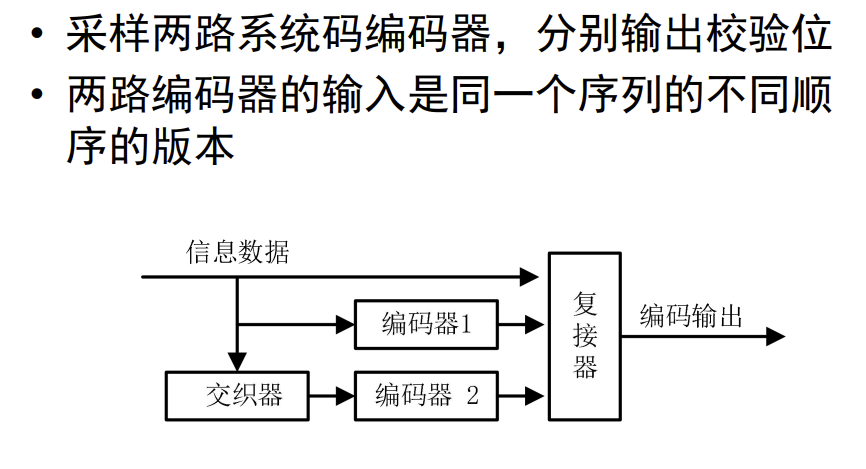 • 采样两路系统码编码器，分别输出校验位
• 两路编码器的输入是同一个序列的不同顺
序的版本
信息数据
编码器1
交织器
编码器 2
复
接
器
编码输出